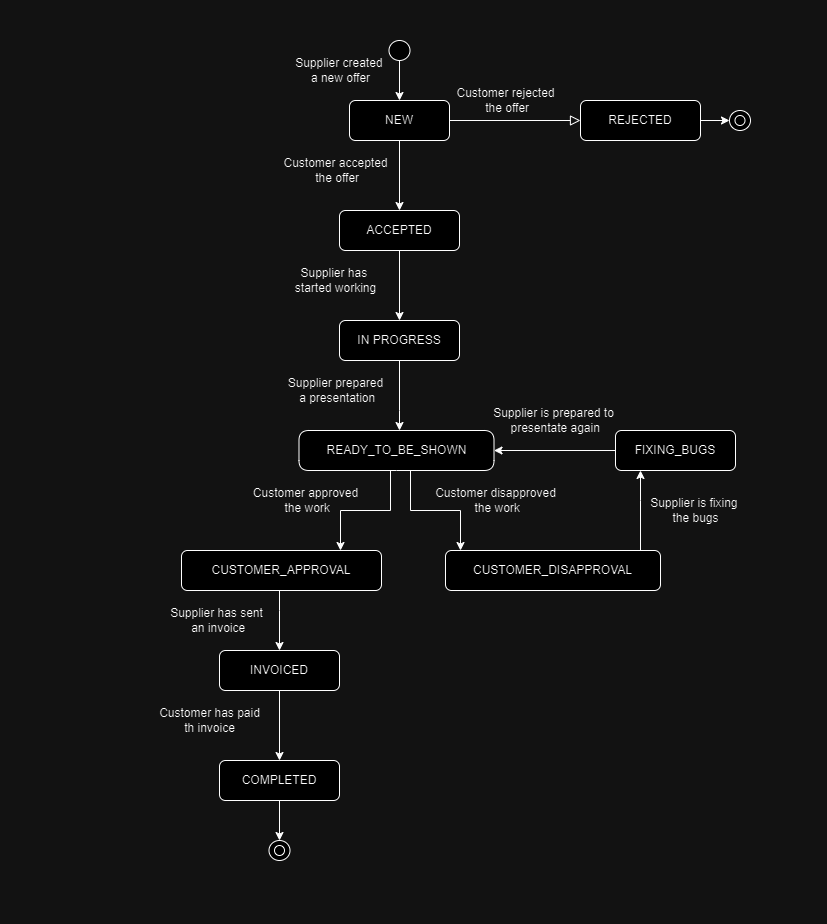 Supplier created
a new offer
Customer rejected
the offer
NEW
REJECTED
Customer accepted
the offer
ACCEPTED
Supplier has
started working
IN PROGRESS
Supplier prepared
a presentation
Supplier is prepared to
presentate again
READY_TO_BE_SHOWN
FIXING_BUGS
Customer approved
the work
Customer disapproved
the work
Supplier is fixing
the bugs
CUSTOMER_APPROVAL
CUSTOMER_DISAPPROVAL
Supplier has sent
an invoice
INVOICED
Customer has paid
th invoice
COMPLETED